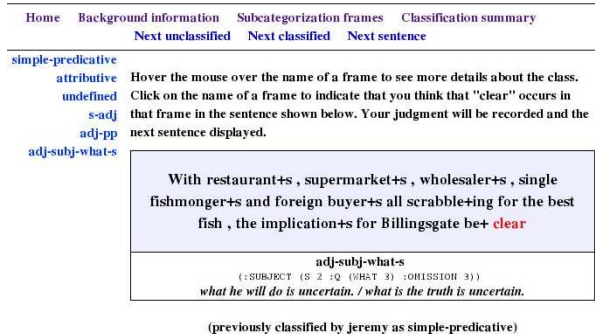 Home Background information Subcategorization frames Classification summary
Next unclassified Next classified Next sentence
simple-predicative
attributive
undefined
s-adj
adj-pp
adj-subj-what-s
Hover the mouse over the name of a frame to see more details about the class.
Click on the name of a frame to indicate that you think that "clear" occurs in
that frame in the sentence shown below. Your judgment will be recorded and the
next sentence displayed.
With restaurant+s , supermarket+s , wholesaler+s , single
fishmonger+s and foreign buyer+s all scrabble+ing for the best
fish , the implication+s for Billingsgate be+ clear
adj-subj-what-s
(:SUBJECT (S 2 :Q (WHAT 3) :OMISSION 3))
what he will do is uncertain. / what is the truth is uncertain.
(previously classified by jeremy as simple-predicative)